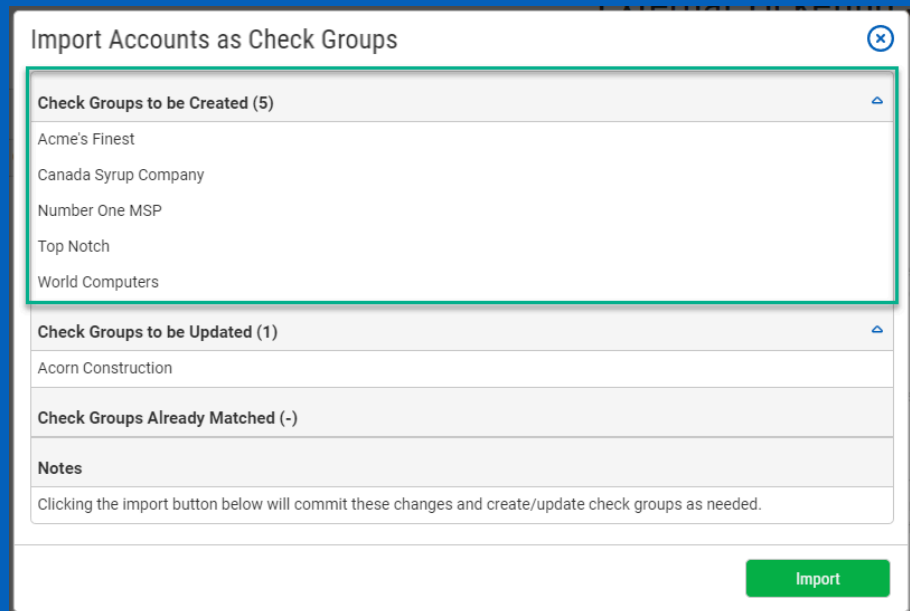 Import Accounts as Check Groups
Check Groups to be Created (5)
Acme's Finest
Canada Syrup Company
Number One MSP
Top Notch
World Computers
Check Groups to be Updated (1)
Acorn Construction
Check Groups Already Matched (-)
Notes
Clicking the import button below will commit these changes and create/update check groups as needed.
Import